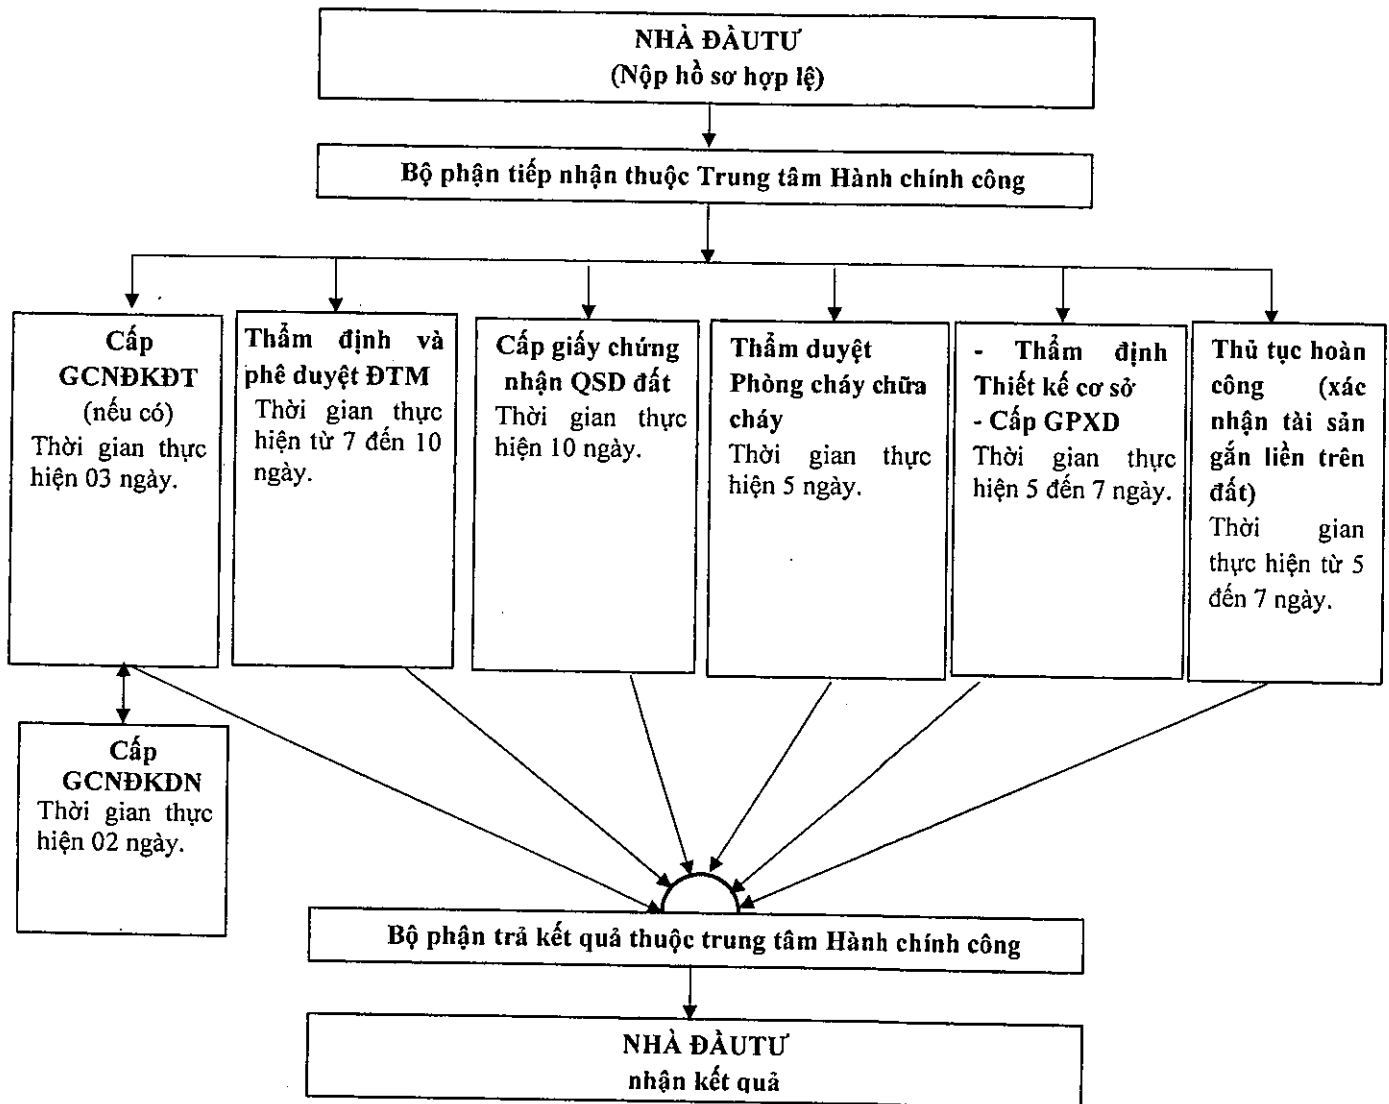 NHÀ ĐẦUTƯ
(Nộp hồ sơ hợp lệ)
Bộ phận tiếp nhận thuộc Trung tâm Hành chính công
Cấp
GCNĐKĐT
(nếu có)
Thời gian thực
hiện 03 ngày.
Thẩm định và
phê duyệt ĐTM
Thời gian thực
hiện từ 7 đến 10
ngày.
Cấp giấy chứng
nhận QSD đất
Thời gian thực
hiện 10 ngày.
Thẩm duyệt
Phòng cháy chữa
cháy
Thời gian thực
hiện 5 ngày.
- Thẩm định
Thiết kế cơ sở
- Cấp GPXD
Thời gian thực
hiện 5 đến 7 ngày.
Thủ tục hoàn
công (xác
nhận tài sản
gắn liền trên
đất)
Thời gian
thực hiện từ 5
đến 7 ngày.
Cấp
GCNĐKDN
Thời gian thực
hiện 02 ngày.
Bộ phận trả kết quả thuộc trung tâm Hành chính công
NHÀ ĐẦUTƯ
nhận kết quả